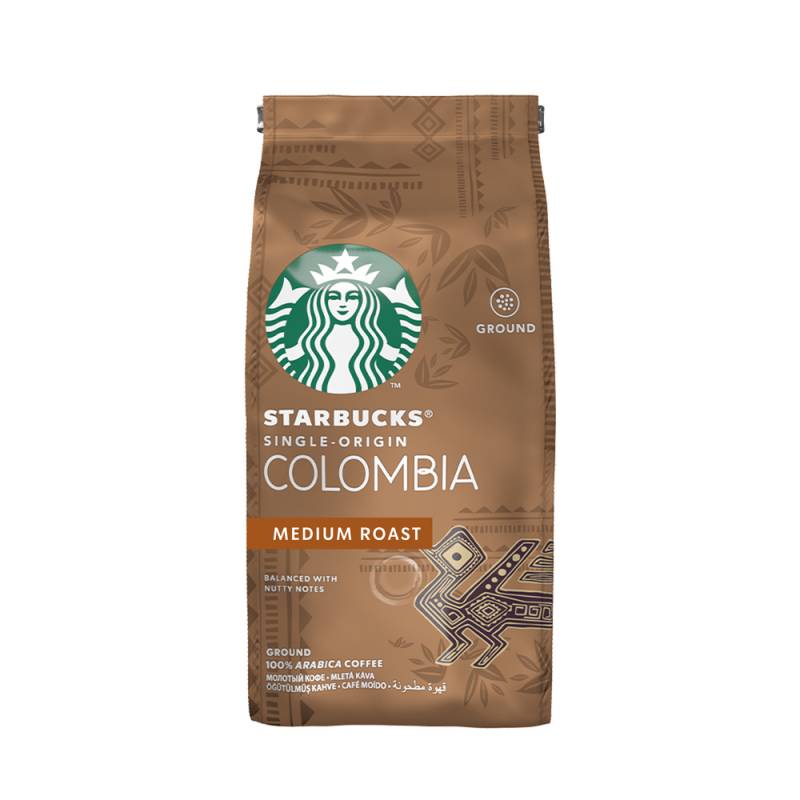 GROUND
STARBUCKS®
SINGLE-ORIGIN
COLOMBIA
MEDIUM ROAST
BALANCED WITH
NUTTY NOTES
GROUND
100% ARABICA COFFEE
МОЛОТЫЙ КОФЕ • MLETÁ KÁVA
ÖĞÜTÜLMÜŞ KAHVE • CAFÉ MOÍDO • قهوة مطحونة
TM